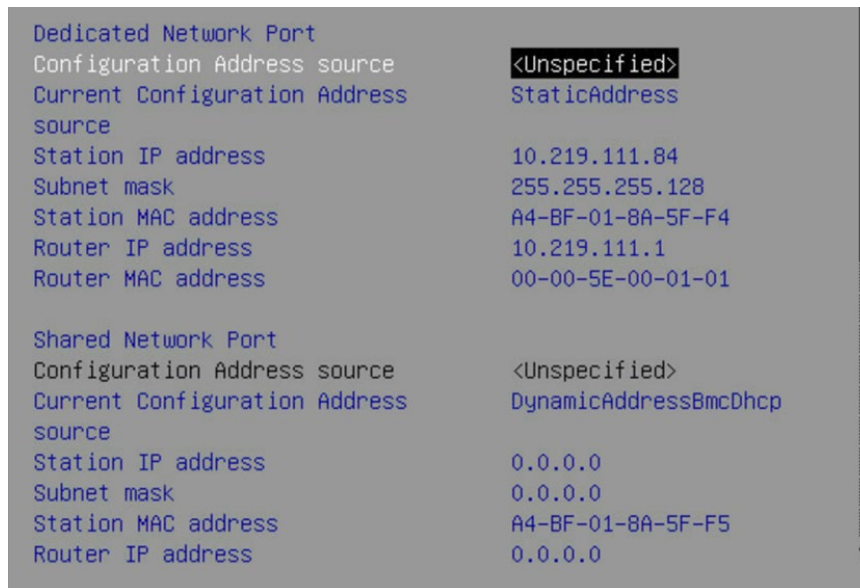 Dedicated Network Port
Configuration Address source <Unspecified>
Current Configuration Address StaticAddress
source
Station IP address 10.219.111.84
Subnet mask 255.255.255.128
Station MAC address A4-BF-01-8A-5F-F4
Router IP address 10.219.111.1
Router MAC address 00-00-5E-00-01-01
Shared Network Port
Configuration Address source <Unspecified>
Current Configuration Address DynamicAddressBmcDhcp
source
Station IP address 0.0.0.0
Subnet mask 0.0.0.0
Station MAC address A4-BF-01-8A-5F-F5
Router IP address 0.0.0.0